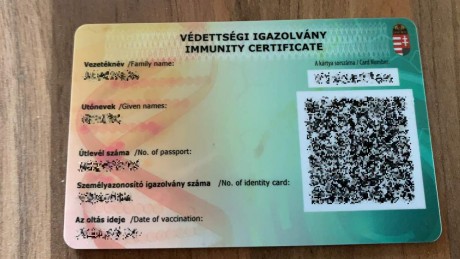 VÉDETTSÉGI IGAZOLVÁNY
IMMUNITY CERTIFICATE
Vezetéknév /Family name:
A kártya sorszáma / Card Number:
Utónevek /Given names:
Útlevél száma /No. of passport:
Személyazonosító igazolvány száma /No. of identity card:
Az oltás ideje /Date of vaccination: